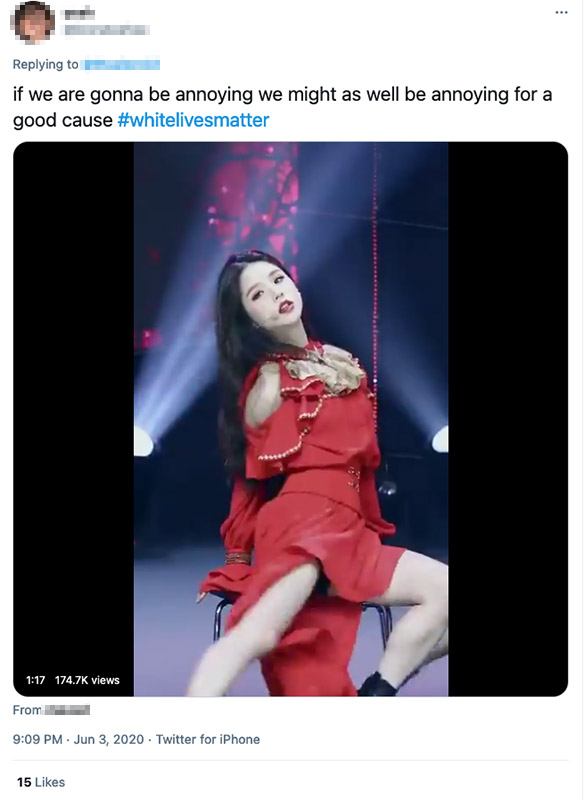 Replying to
if we are gonna be annoying we might as well be annoying for a
good cause #whitelivesmatter
1:17 174.7K views
From
9:09 PM · Jun 3, 2020 · Twitter for iPhone
15 Likes